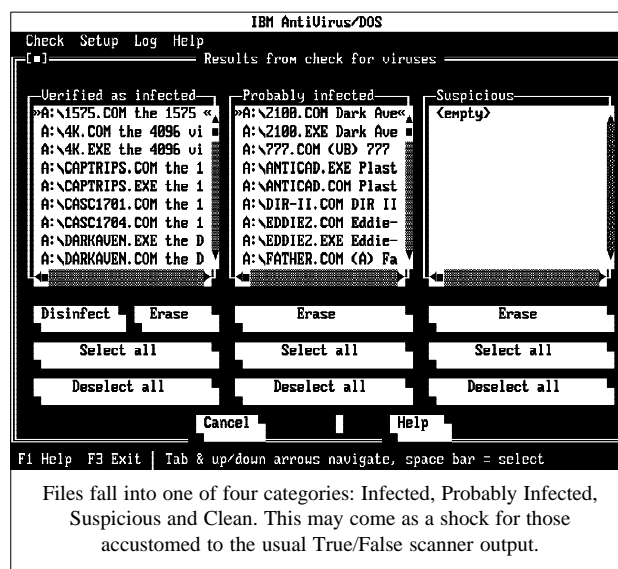 IBM AntiVirus/DOS
Check Setup Log Help
Results from check for viruses
Verified as infected
»A:\1575.COM the 1575 «
A:\4K.COM the 4096 vi
A:\4K.EXE the 4096 vi
A:\CAPTRIPS.COM the 1
A:\CAPTRIPS.EXE the 1
A:\CASC1701.COM the 1
A:\CASC1704.COM the 1
A:\DARKAVEN.EXE the D
A:\DARKAVEN.COM the D
Disinfect Erase
Select all
Deselect all
Probably infected
»A:\2100.COM Dark Ave«
A:\2100.EXE Dark Ave
A:\777.COM (VB) 777
A:\ANTICAD.EXE Plast
A:\ANTICAD.COM Plast
A:\DIR-II.COM DIR II
A:\EDDIE2.COM Eddie-
A:\EDDIE2.EXE Eddie-
A:\FATHER.COM (A) Fa
Erase
Select all
Deselect all
Suspicious
<empty>
Erase
Select all
Deselect all
Cancel Help
F1 Help F3 Exit | Tab & up/down arrows navigate, space bar = select
Files fall into one of four categories: Infected, Probably Infected,
Suspicious and Clean. This may come as a shock for those
accustomed to the usual True/False scanner output.